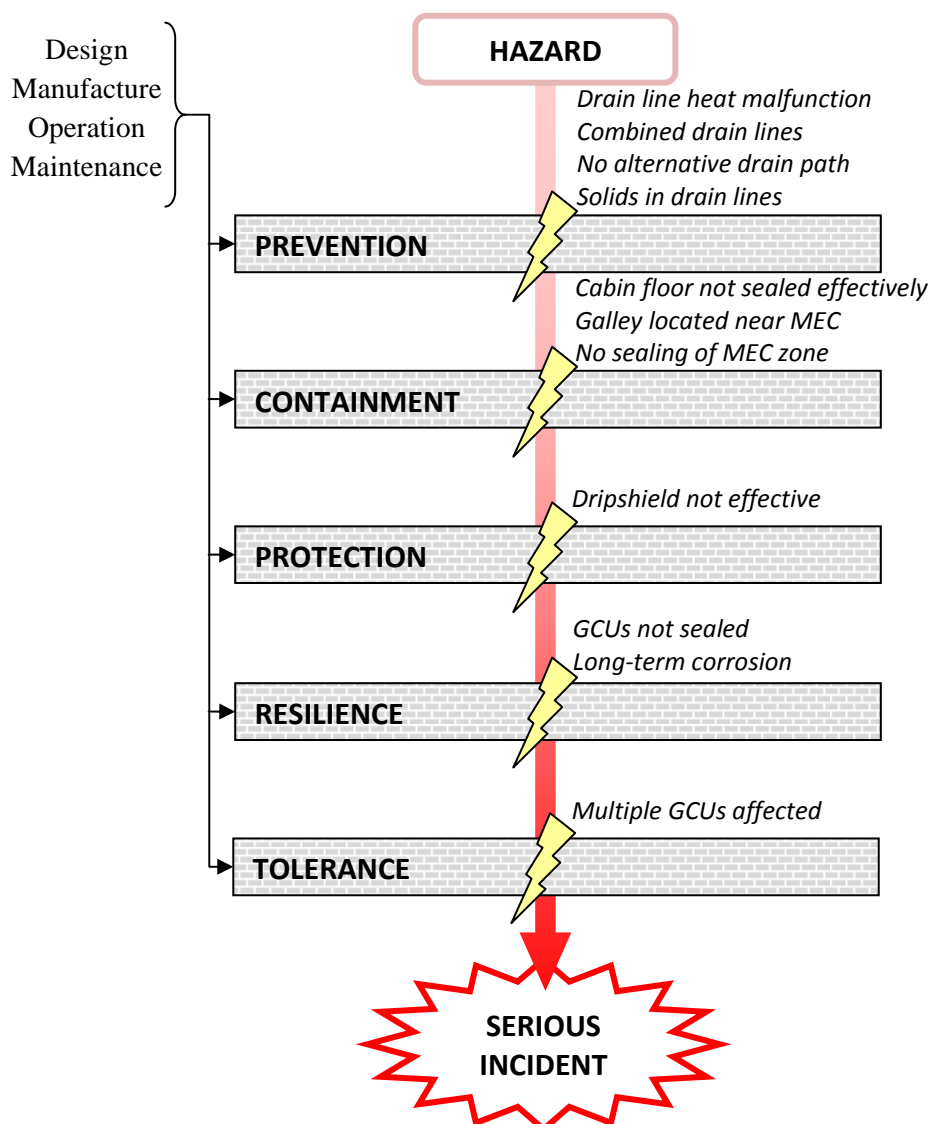 Design
Manufacture
Operation
Maintenance
HAZARD
Drain line heat malfunction
Combined drain lines
No alternative drain path
Solids in drain lines
PREVENTION
Cabin floor not sealed effectively
Galley located near MEC
No sealing of MEC zone
CONTAINMENT
Dripshield not effective
PROTECTION
GCUs not sealed
Long-term corrosion
RESILIENCE
Multiple GCUs affected
TOLERANCE
SERIOUS
INCIDENT